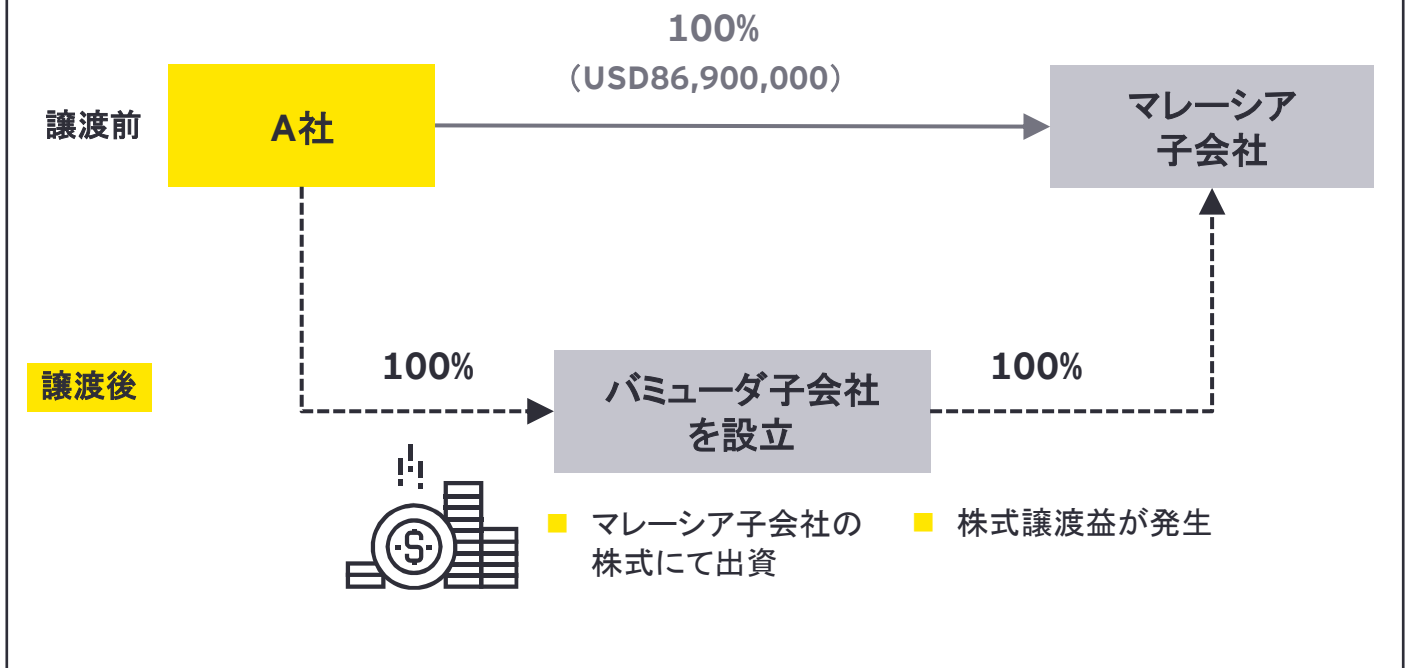 100%
（USD86,900,000）
譲渡前
A社
マレーシア
子会社
譲渡後
100%
バミューダ子会社
を設立
100%
$
■ マレーシア子会社の
株式にて出資
■ 株式譲渡益が発生